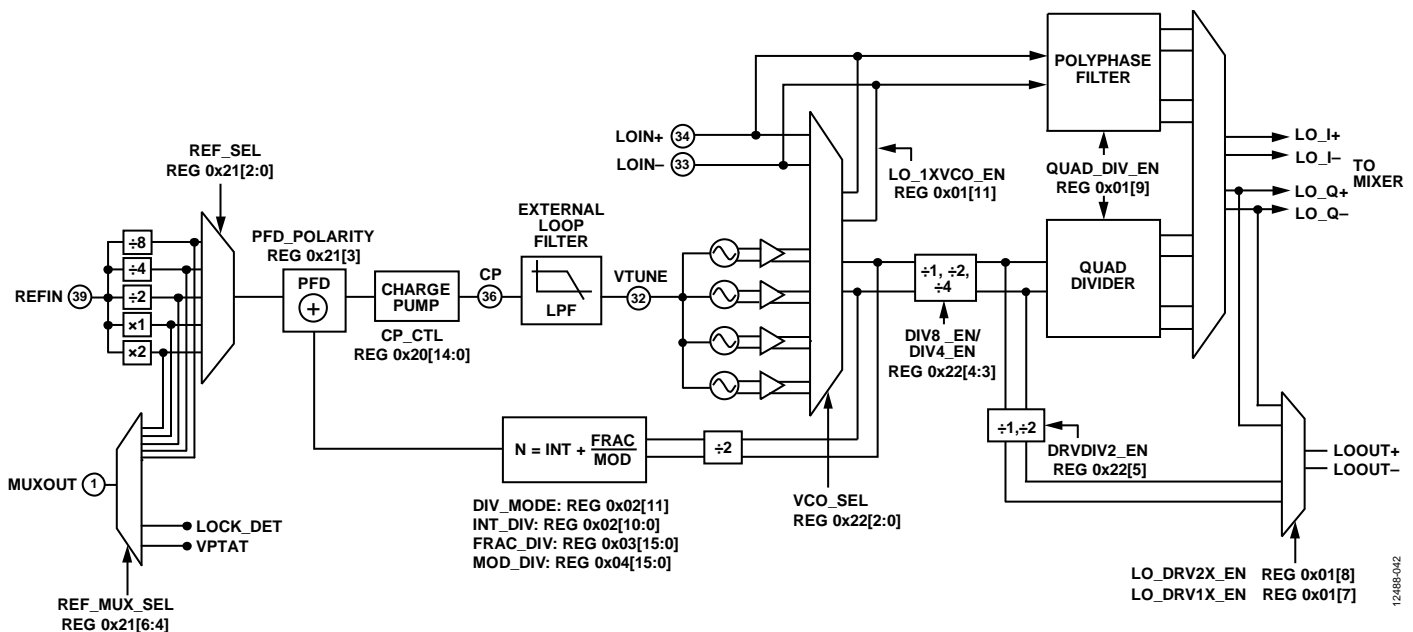 POLYPHASE
FILTER
LOIN+ 34
LOIN– 33
REF_SEL
REG 0x21[2:0]
LO_1XVCO_EN
REG 0x01[11]
QUAD_DIV_EN
REG 0x01[9]
LO_I+
LO_I–
TO
MIXER
LO_Q+
LO_Q–
÷8
÷4
÷2
×1
×2
REFIN 39
PFD_POLARITY
REG 0x21[3]
PFD
+
CHARGE
PUMP
CP_CTL
REG 0x20[14:0]
CP
36
EXTERNAL
LOOP
FILTER
LPF
VTUNE
32
÷1, ÷2,
÷4
DIV8_EN/
DIV4_EN
REG 0x22[4:3]
QUAD
DIVIDER
N = INT + FRAC
MOD
÷2
DIV_MODE: REG 0x02[11]
INT_DIV: REG 0x02[10:0]
FRAC_DIV: REG 0x03[15:0]
MOD_DIV: REG 0x04[15:0]
VCO_SEL
REG 0x22[2:0]
÷1,÷2
DRVDIV2_EN
REG 0x22[5]
LOOUT+
LOOUT–
MUXOUT 1
LOCK_DET
VPTAT
REF_MUX_SEL
REG 0x21[6:4]
LO_DRV2X_EN REG 0x01[8]
LO_DRV1X_EN REG 0x01[7]
12488-042